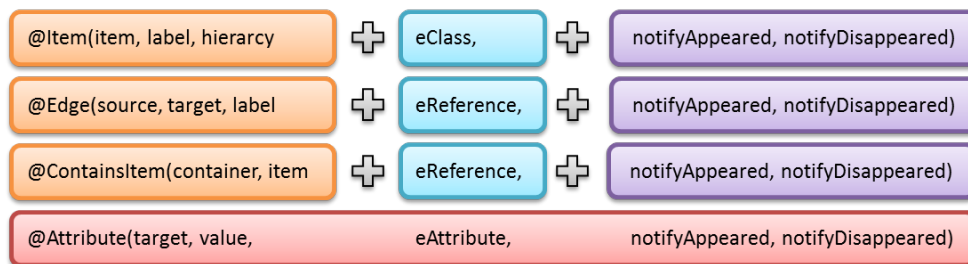 @Item(item, label, hierarcy eClass, notifyAppeared, notifyDisappeared)
@Edge(source, target, label eReference, notifyAppeared, notifyDisappeared)
@ContainsItem(container, item eReference, notifyAppeared, notifyDisappeared)
@Attribute(target, value, eAttribute, notifyAppeared, notifyDisappeared)